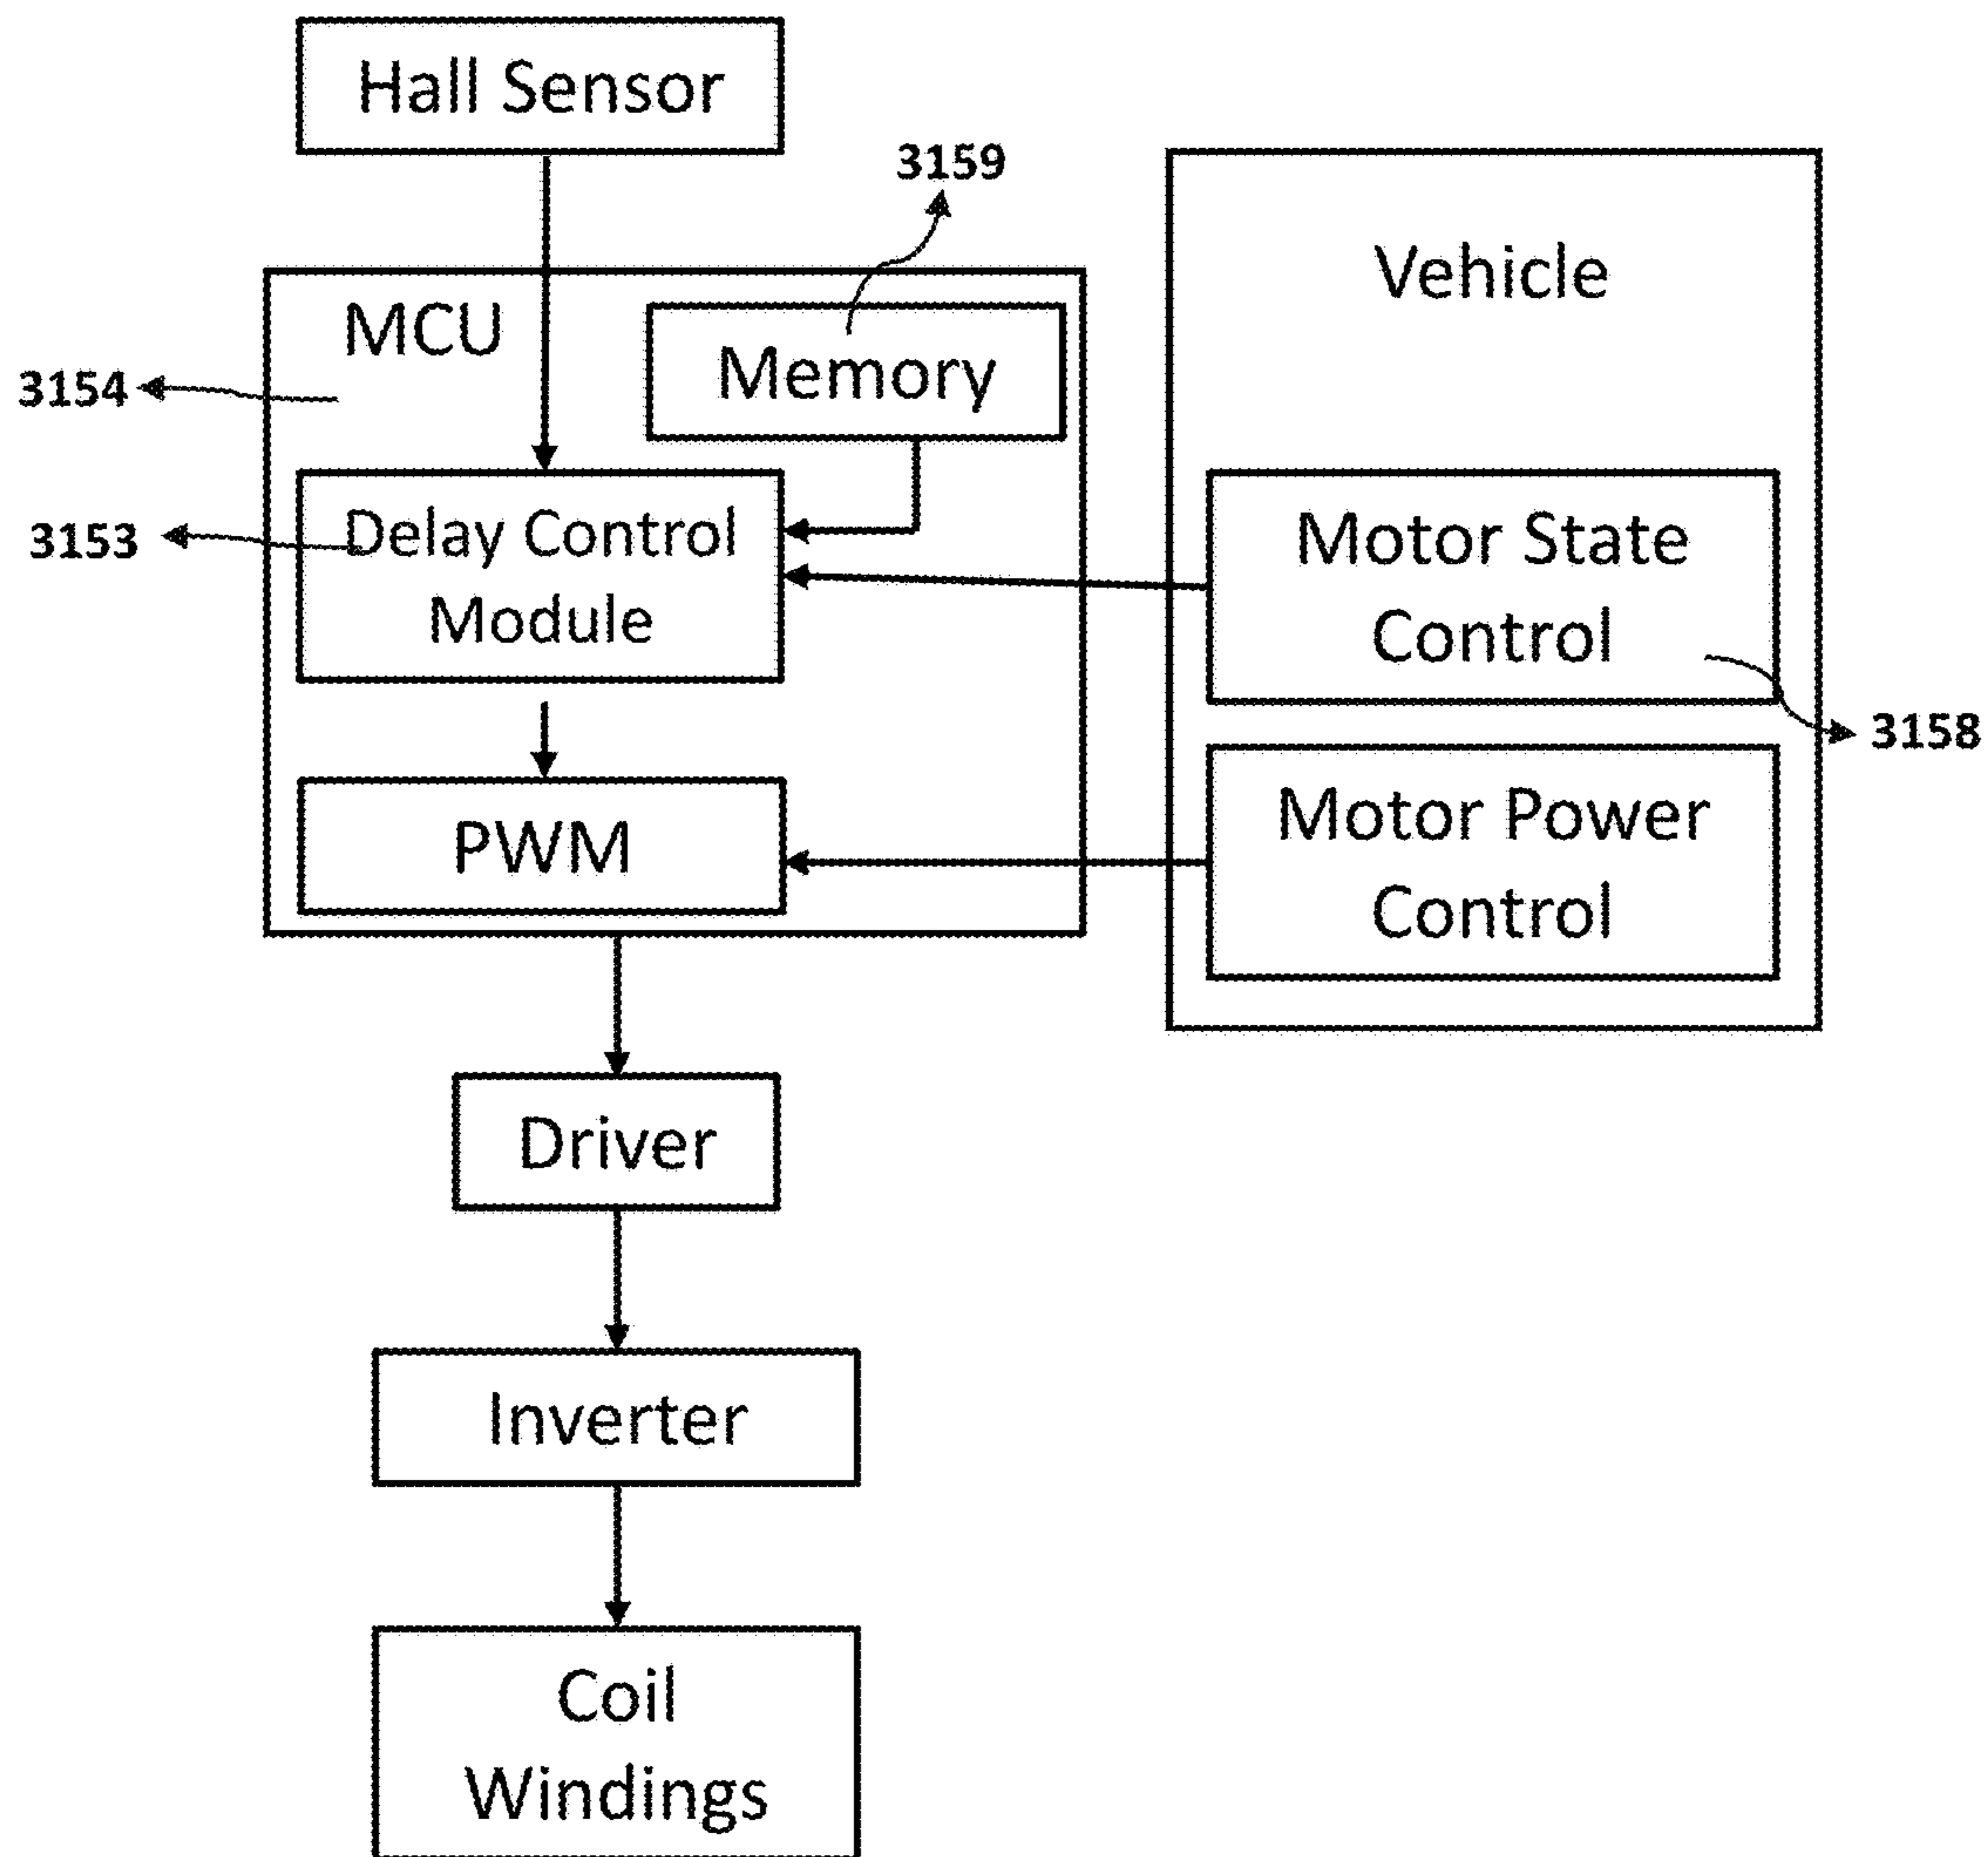 Hall Sensor
3159
Vehicle
MCU
Memory
3154
Delay Control
Module
3153
Motor State
Control
3158
PWM
Motor Power
Control
Driver
Inverter
Coil
Windings